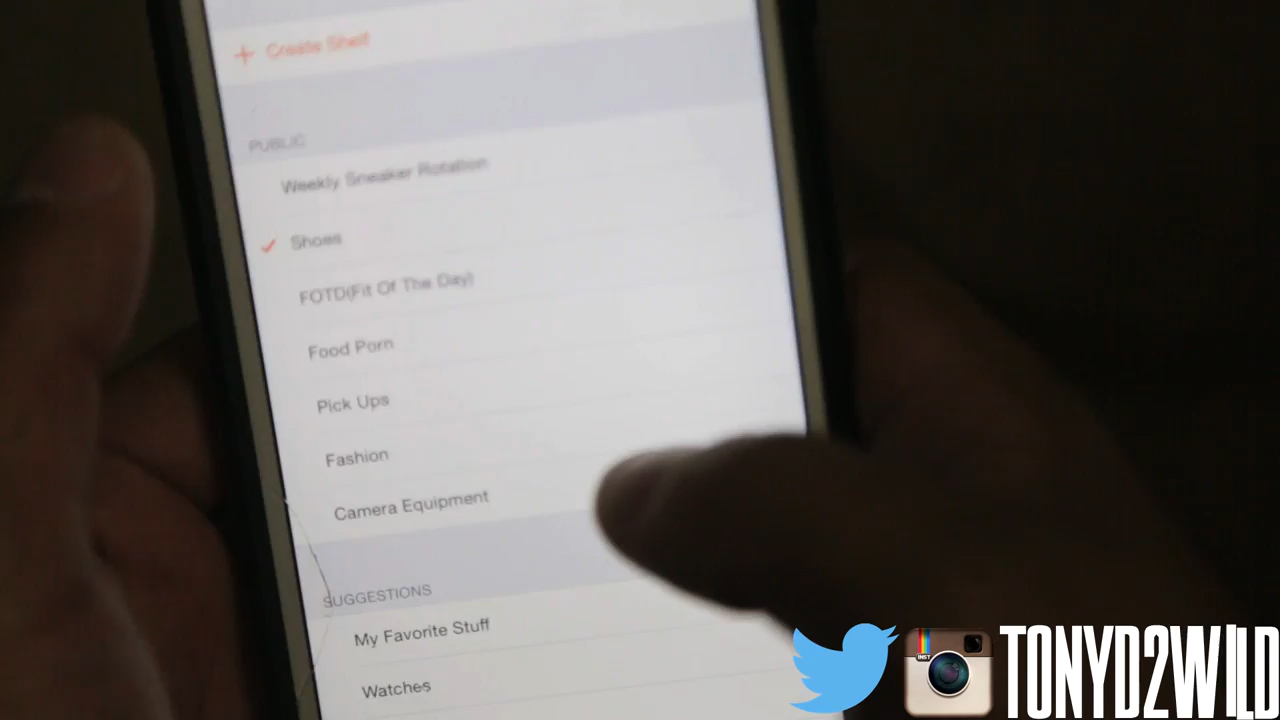 + Create Shelf
PUBLIC
Weekly Sneaker Rotation
Shoes
FOTD(Fit Of The Day)
Food Porn
Pick Ups
Fashion
Camera Equipment
SUGGESTIONS
My Favorite Stuff
Watches
INST
TONYD2WILD